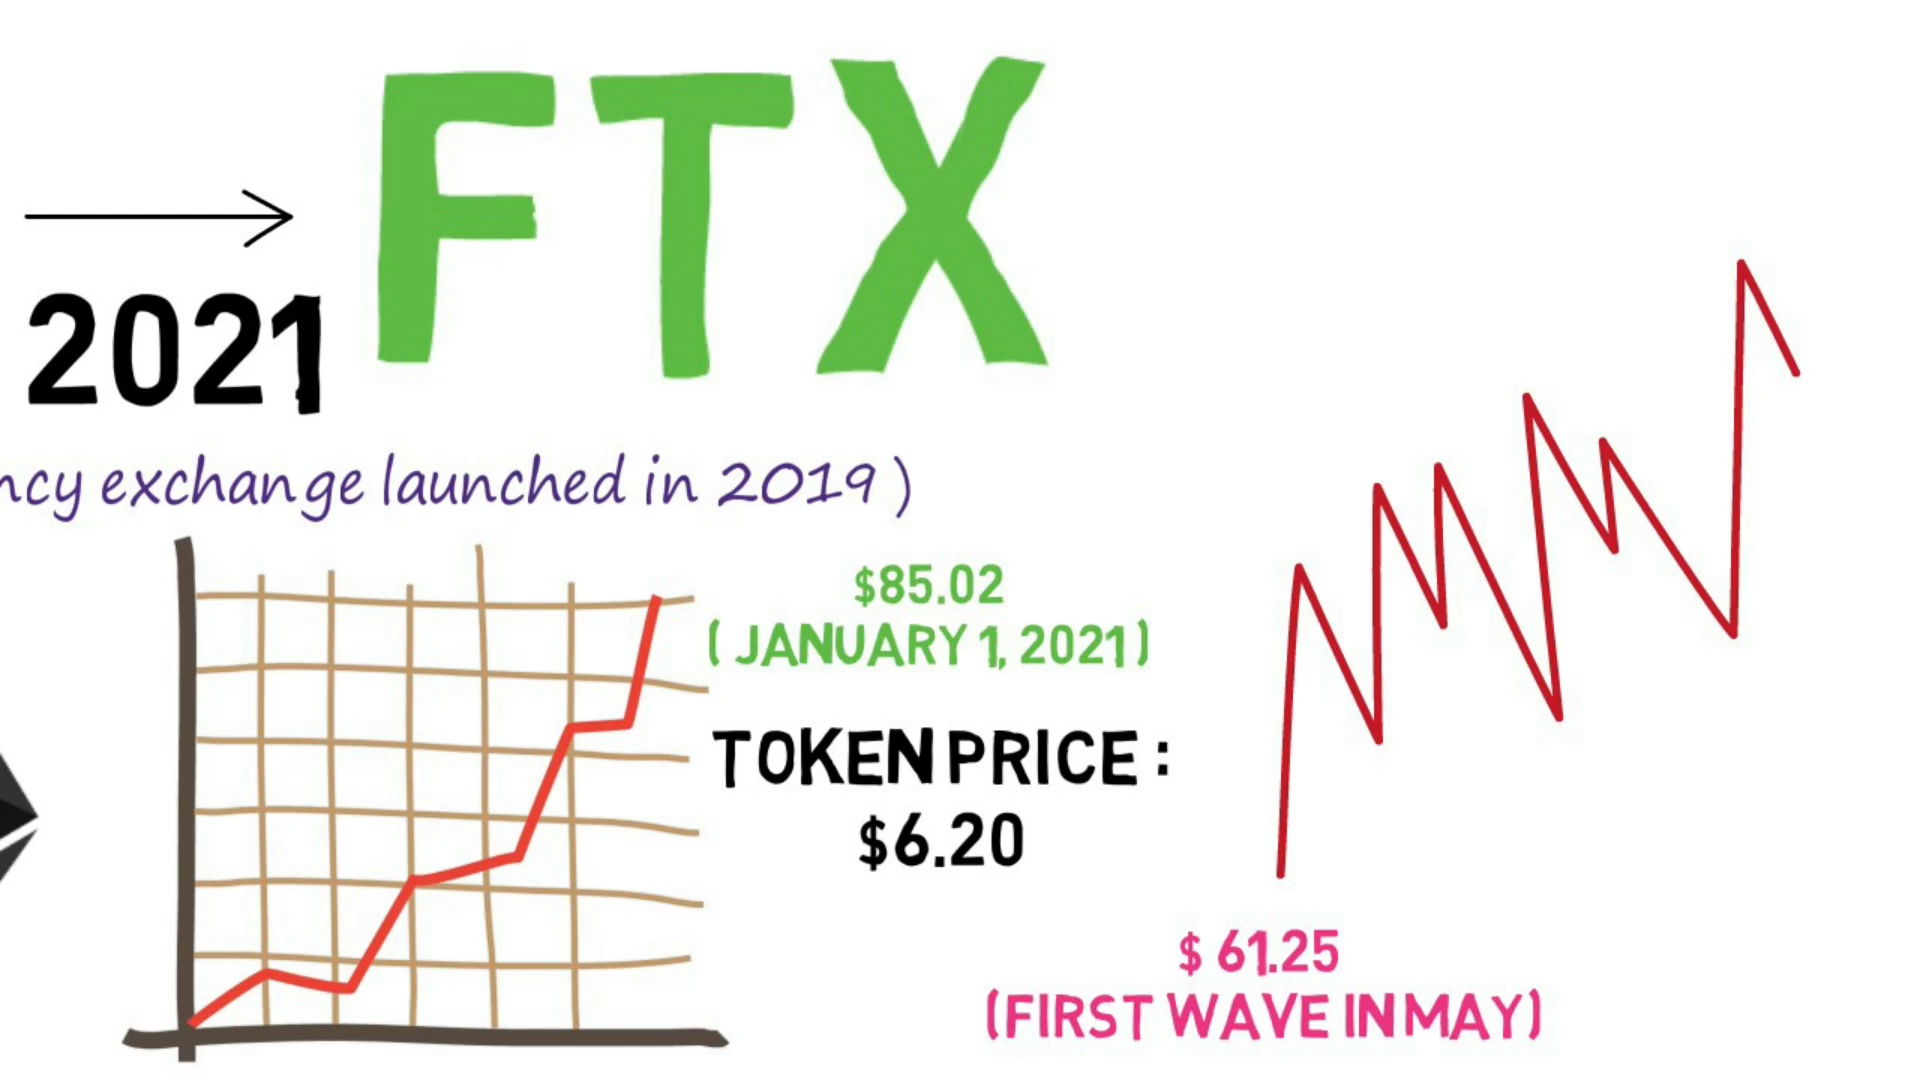 FTX
2021
ncy exchange launched in 2019 )
$85.02
( JANUARY 1, 2021 )
TOKEN PRICE :
$6.20
$ 61.25
(FIRST WAVE IN MAY)